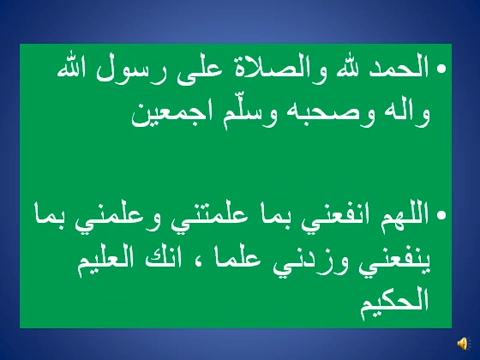 • الحمد لله والصلاة على رسول الله
واله وصحبه وسلّم اجمعين
• اللهم انفعني بما علمتني وعلمني بما
ينفعني وزدني علما ، انك العليم
الحكيم